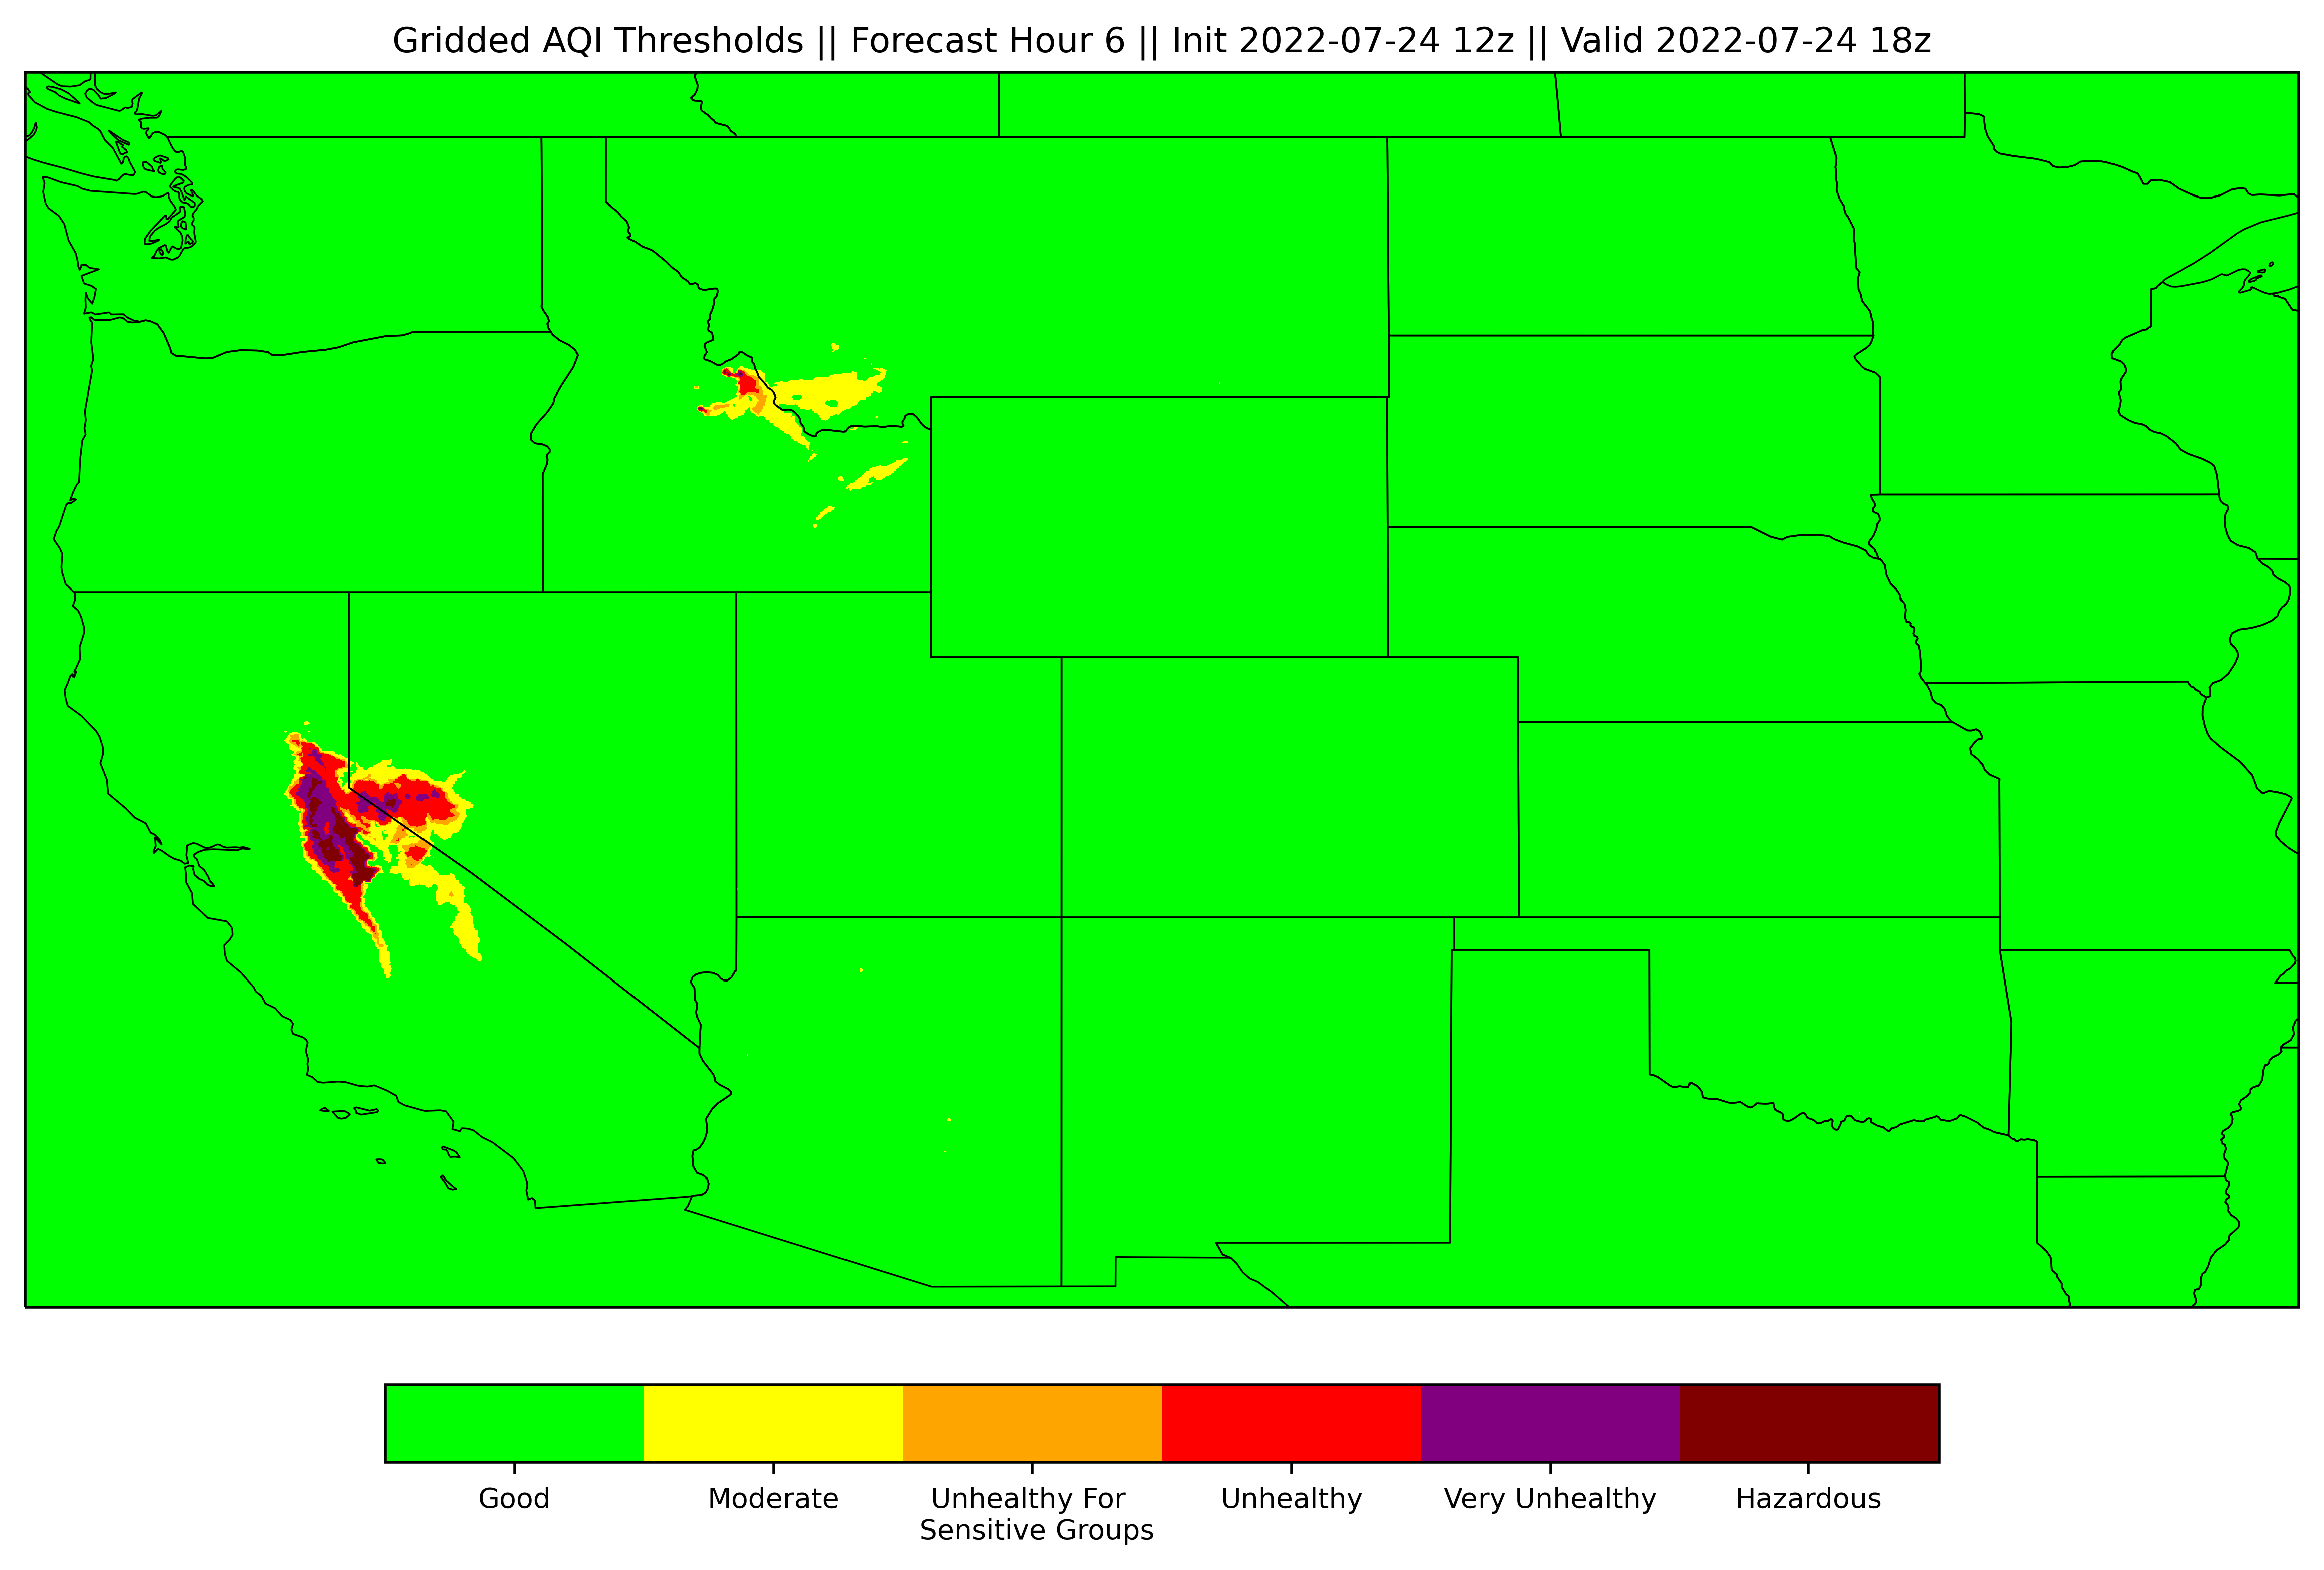 Gridded AQI Thresholds || Forecast Hour 6 || Init 2022-07-24 12z || Valid 2022-07-24 18z
Good
Moderate
Unhealthy For
Sensitive Groups
Unhealthy
Very Unhealthy
Hazardous